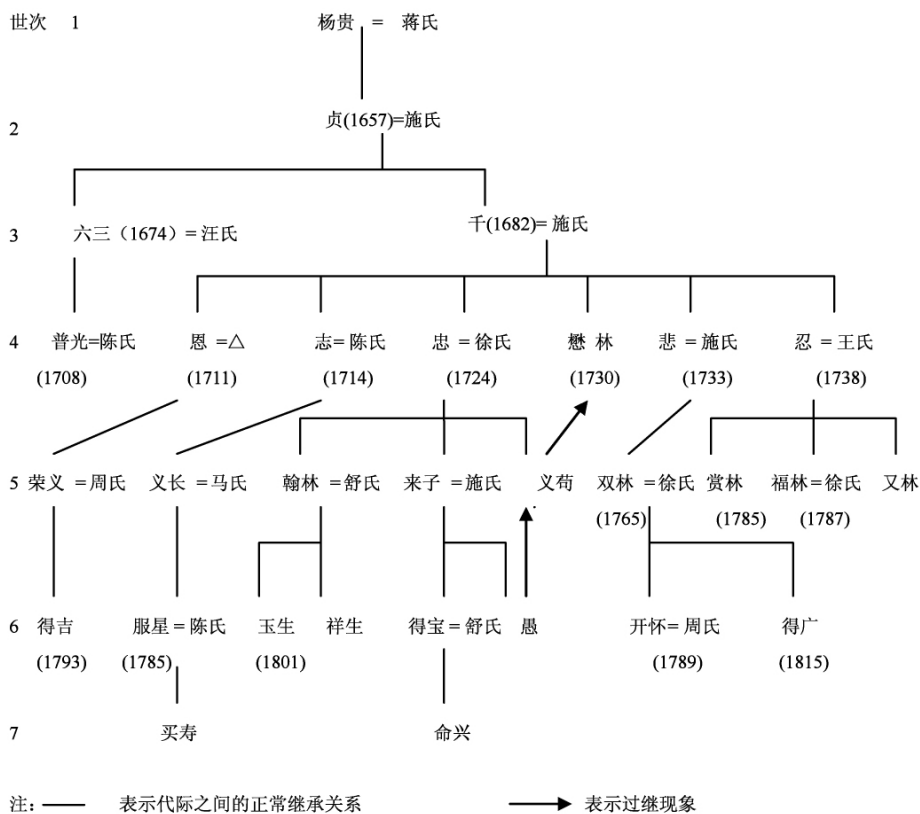 世次 1 杨贵 = 蒋氏
2 贞(1657)=施氏
3 六三（1674）=汪氏 千(1682)=施氏
4 普光=陈氏 恩 =△ 志=陈氏 忠 =徐氏 懋 林 悲 =施氏 忍 =王氏
(1708) (1711) (1714) (1724) (1730) (1733) (1738)
5 荣义 =周氏 义长 =马氏 翰林 =舒氏 来子 =施氏 义苟 双林 =徐氏 赏林 福林=徐氏 又林
(1765) (1785) (1787)
6 得吉 服星 =陈氏 玉生 祥生 得宝 =舒氏 愚 开怀 =周氏 得广
(1793) (1785) (1801) (1789) (1815)
7 买寿 命兴
注: 表示代际之间的正常继承关系 表示过继现象